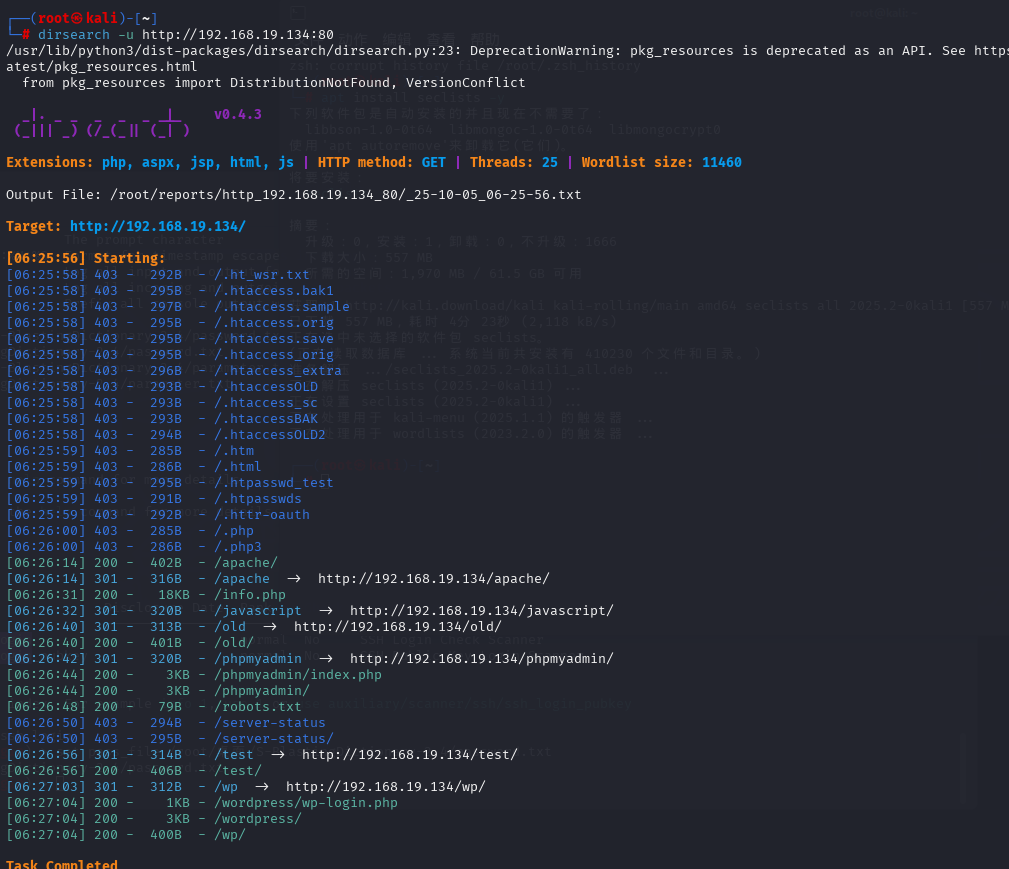 ┌──(root㉿kali)-[~]
└─# dirsearch -u http://192.168.19.134:80
/usr/lib/python3/dist-packages/dirsearch/dirsearch.py:23: DeprecationWarning: pkg_resources is deprecated as an API. See https
atest/pkg_resources.html
  from pkg_resources import DistributionNotFound, VersionConflict
v0.4.3
Extensions: php, aspx, jsp, html, js | HTTP method: GET | Threads: 25 | Wordlist size: 11460
Output File: /root/reports/http_192.168.19.134_80/_25-10-05_06-25-56.txt
Target: http://192.168.19.134/
[06:25:56] Starting:
[06:25:58] 403 -  292B  - /.ht_wsr.txt
[06:25:58] 403 -  295B  - /.htaccess.bak1
[06:25:58] 403 -  297B  - /.htaccess.sample
[06:25:58] 403 -  295B  - /.htaccess.orig
[06:25:58] 403 -  295B  - /.htaccess.save
[06:25:58] 403 -  295B  - /.htaccess_orig
[06:25:58] 403 -  296B  - /.htaccess_extra
[06:25:58] 403 -  293B  - /.htaccessOLD
[06:25:58] 403 -  293B  - /.htaccess_sc
[06:25:58] 403 -  293B  - /.htaccessBAK
[06:25:58] 403 -  294B  - /.htaccessOLD2
[06:25:59] 403 -  285B  - /.htm
[06:25:59] 403 -  286B  - /.html
[06:25:59] 403 -  295B  - /.htpasswd_test
[06:25:59] 403 -  291B  - /.htpasswds
[06:25:59] 403 -  292B  - /.httr-oauth
[06:26:00] 403 -  285B  - /.php
[06:26:00] 403 -  286B  - /.php3
[06:26:14] 200 -  402B  - /apache/
[06:26:14] 301 -  316B  - /apache  ->  http://192.168.19.134/apache/
[06:26:31] 200 -   18KB - /info.php
[06:26:32] 301 -  320B  - /javascript  ->  http://192.168.19.134/javascript/
[06:26:40] 301 -  313B  - /old  ->  http://192.168.19.134/old/
[06:26:40] 200 -  401B  - /old/
[06:26:42] 301 -  320B  - /phpmyadmin  ->  http://192.168.19.134/phpmyadmin/
[06:26:44] 200 -    3KB - /phpmyadmin/index.php
[06:26:44] 200 -    3KB - /phpmyadmin/
[06:26:48] 200 -   79B  - /robots.txt
[06:26:50] 403 -  294B  - /server-status
[06:26:50] 403 -  295B  - /server-status/
[06:26:56] 301 -  314B  - /test  ->  http://192.168.19.134/test/
[06:26:56] 200 -  406B  - /test/
[06:27:03] 301 -  312B  - /wp  ->  http://192.168.19.134/wp/
[06:27:04] 200 -    1KB - /wordpress/wp-login.php
[06:27:04] 200 -    3KB - /wordpress/
[06:27:04] 200 -  400B  - /wp/
Task Completed